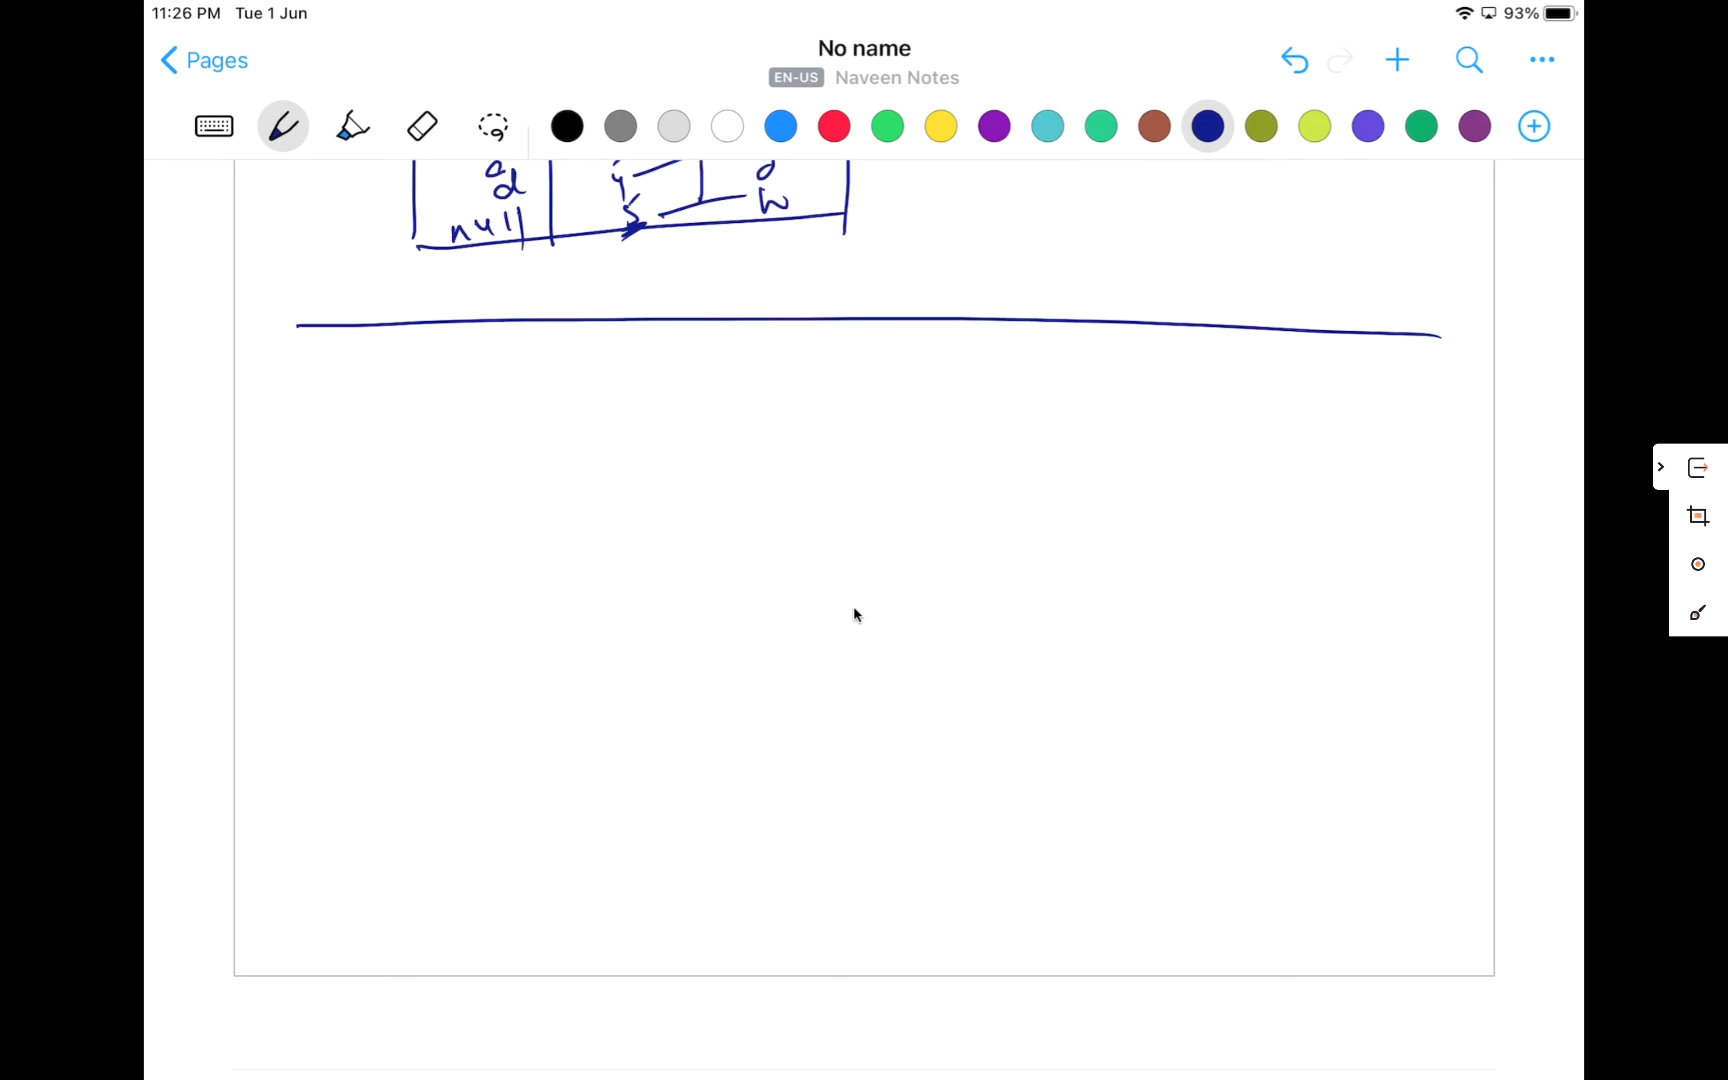 11:26 PM Tue 1 Jun
93%
Pages
No name
EN-US Naveen Notes
d
null